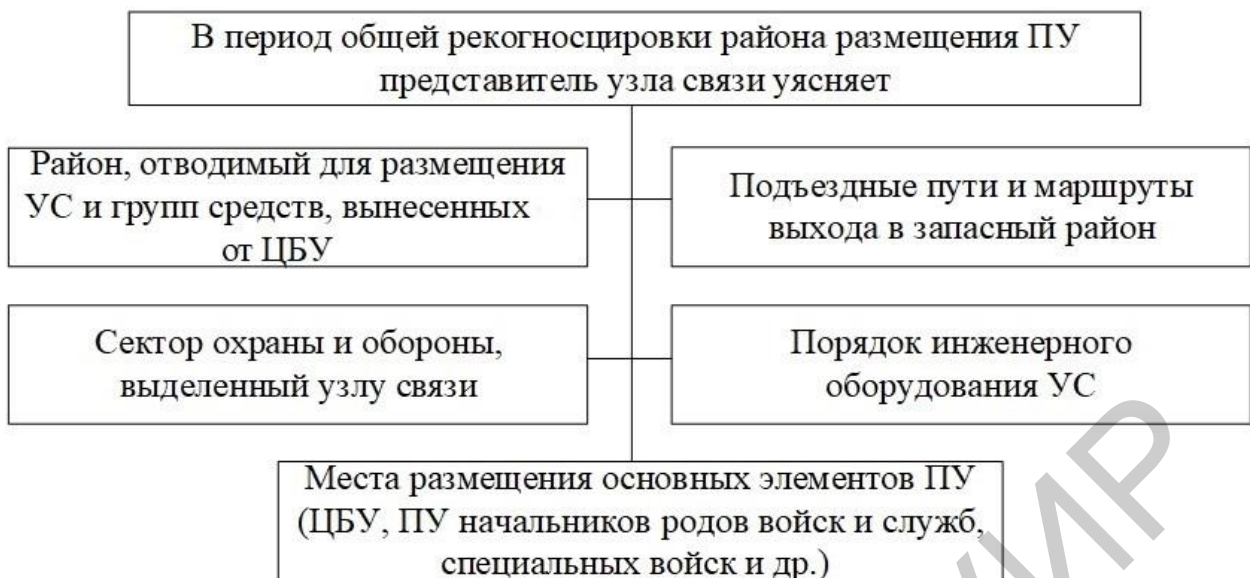 В период общей рекогносцировки района размещения ПУ
представитель узла связи уясняет
Район, отводимый для размещения
УС и групп средств, вынесенных
от ЦБУ
Подъездные пути и маршруты
выхода в запасный район
Сектор охраны и обороны,
выделенный узлу связи
Порядок инженерного
оборудования УС
Места размещения основных элементов ПУ
(ЦБУ, ПУ начальников родов войск и служб,
специальных войск и др.)